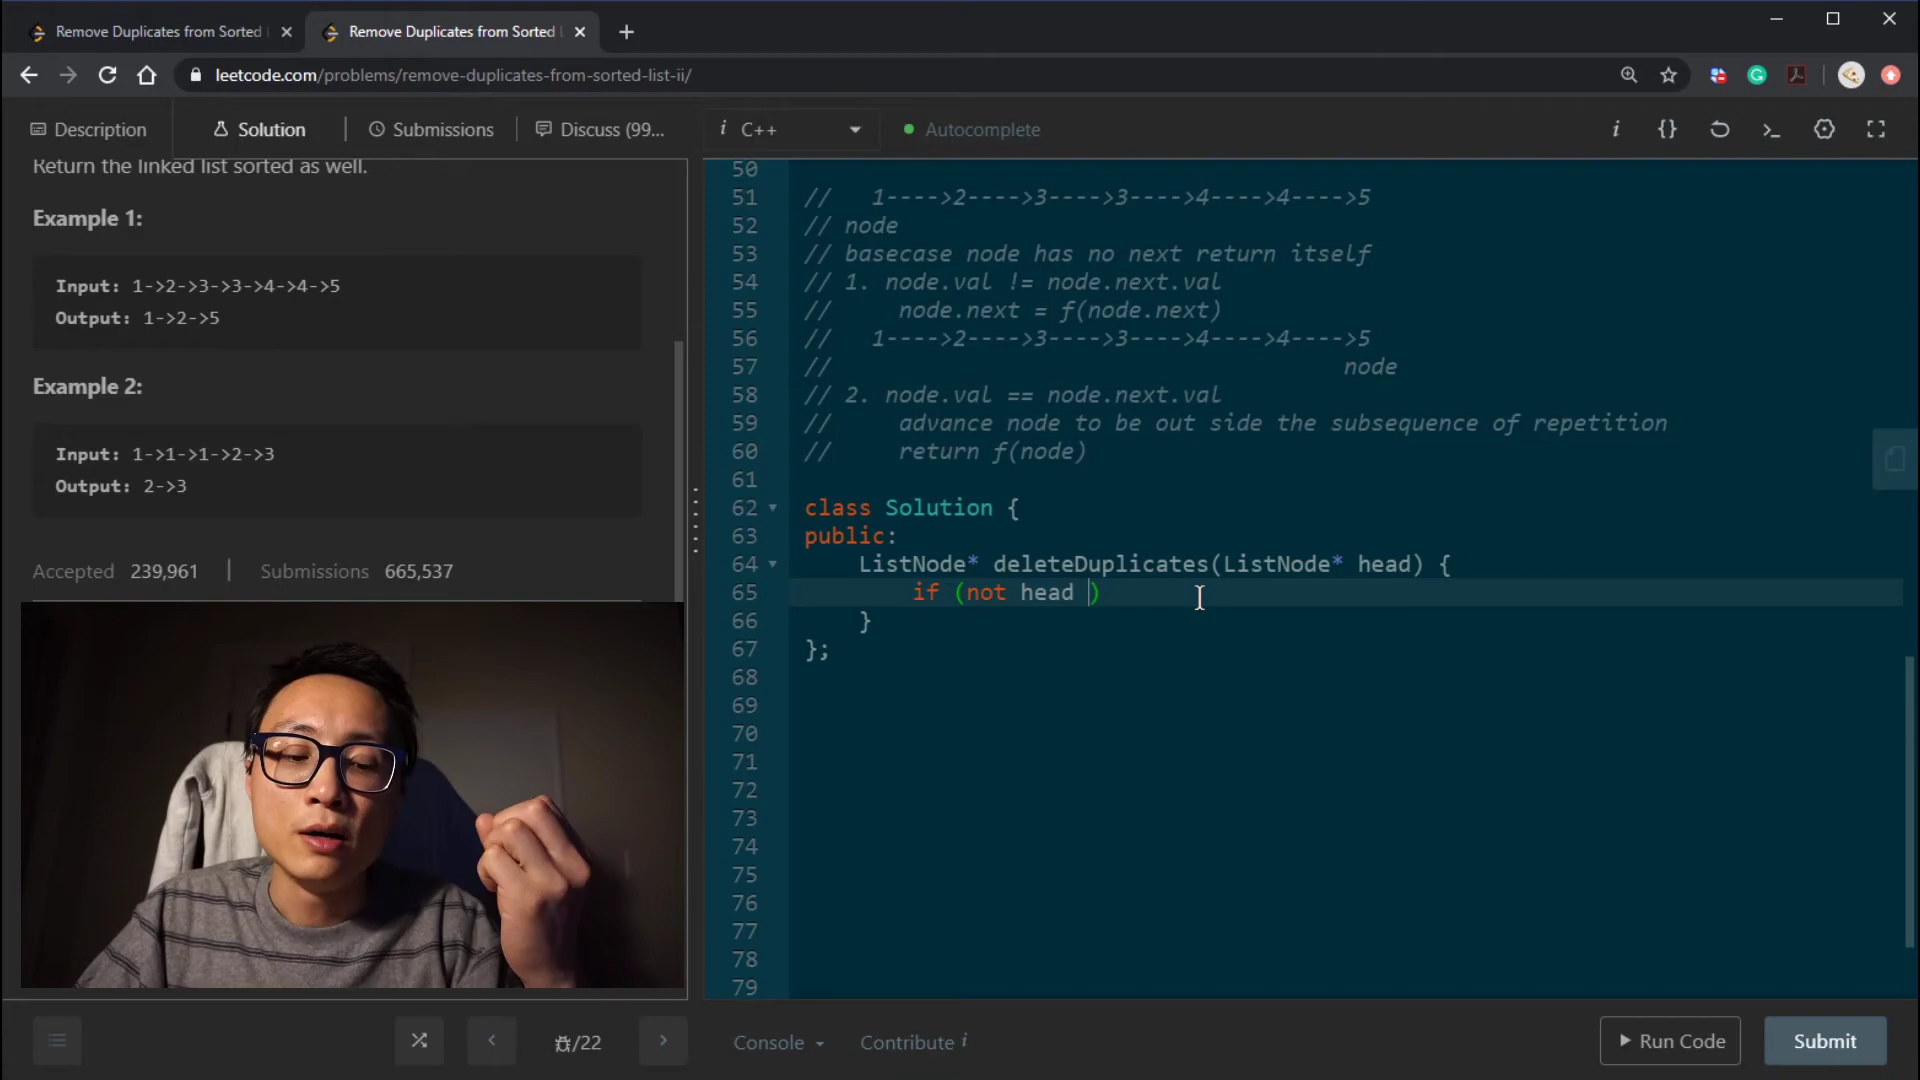 Remove Duplicates from Sorted
Remove Duplicates from Sorted
leetcode.com/problems/remove-duplicates-from-sorted-list-ii/
Description
Solution
Submissions
Discuss (99...
i C++
Autocomplete
Return the linked list sorted as well.
Example 1:
Input: 1->2->3->3->4->4->5
Output: 1->2->5
Example 2:
Input: 1->1->1->2->3
Output: 2->3
Accepted 239,961 Submissions 665,537
50
51 //   1---->2---->3---->3---->4---->4---->5
52 // node
53 // basecase node has no next return itself
54 // 1. node.val != node.next.val
55 //     node.next = f(node.next)
56 //   1---->2---->3---->3---->4---->4---->5
57 //                                      node
58 // 2. node.val == node.next.val
59 //     advance node to be out side the subsequence of repetition
60 //     return f(node)
61
62 class Solution {
63 public:
64     ListNode* deleteDuplicates(ListNode* head) {
65         if (not head )
66     }
67 };
68
69
70
71
72
73
74
75
76
77
78
79
/22
Console
Contribute i
Run Code
Submit